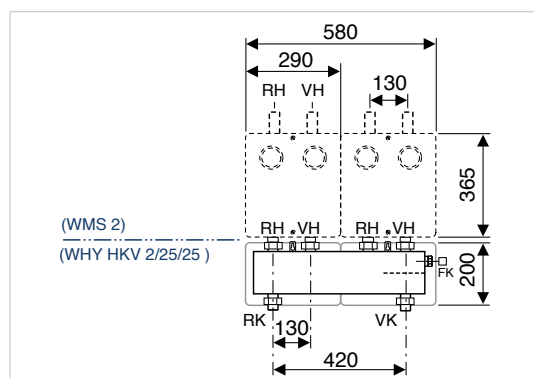 580
290
130
RH VH
365
(WMS 2)
RH VH RH VH
(WHY HKV 2/25/25 )
FK
200
RK
130
VK
420